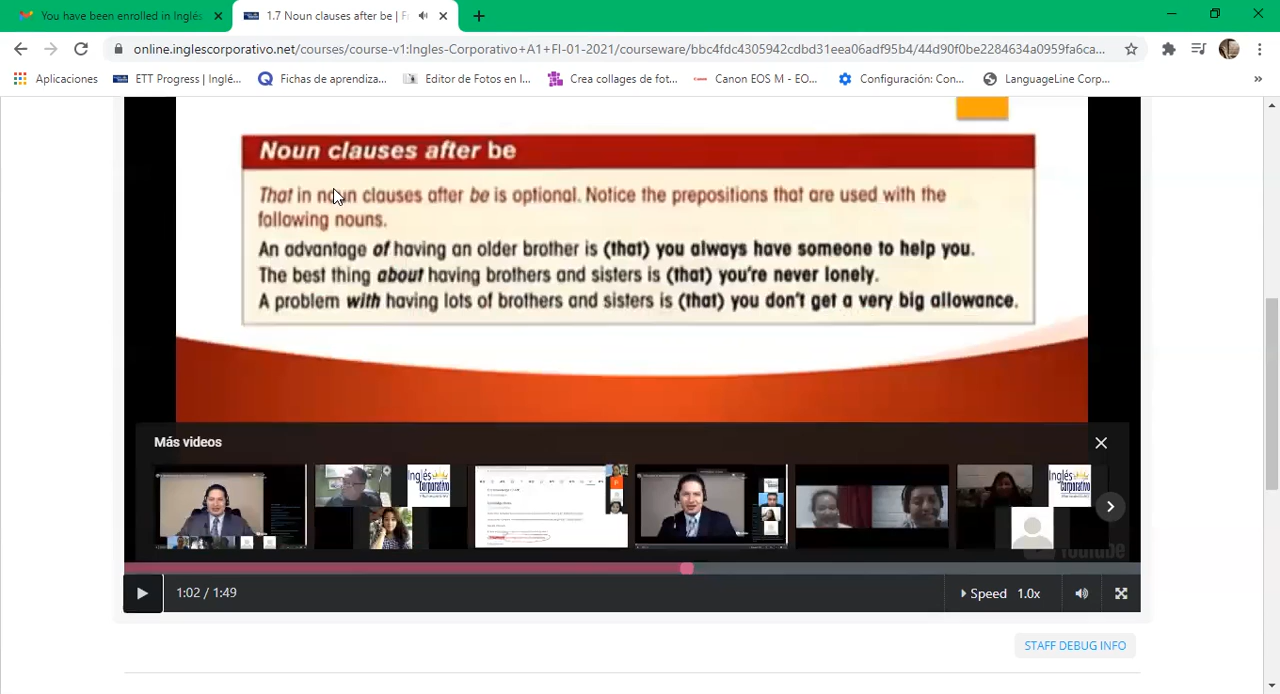 You have been enrolled in Inglés
1.7 Noun clauses after be | Fr
online.inglescorporativo.net/courses/course-v1:Ingles-Corporativo+A1+FI-01-2021/courseware/bbc4fdc4305942cdbd31eea06adf95b4/44d90f0be2284634a0959fa6ca...
Aplicaciones
ETT Progress | Inglé...
Fichas de aprendiza...
Editor de Fotos en l...
Crea collages de fot...
Canon EOS M - EO...
Configuración: Con...
LanguageLine Corp...
Noun clauses after be
That in noun clauses after be is optional. Notice the prepositions that are used with the
following nouns.
An advantage of having an older brother is (that) you always have someone to help you.
The best thing about having brothers and sisters is (that) you're never lonely.
A problem with having lots of brothers and sisters is (that) you don't get a very big allowance.
Más videos
Inglés
Corporativo
Inglés
Corporativo
YouTube
1:02 / 1:49
Speed 1.0x
STAFF DEBUG INFO